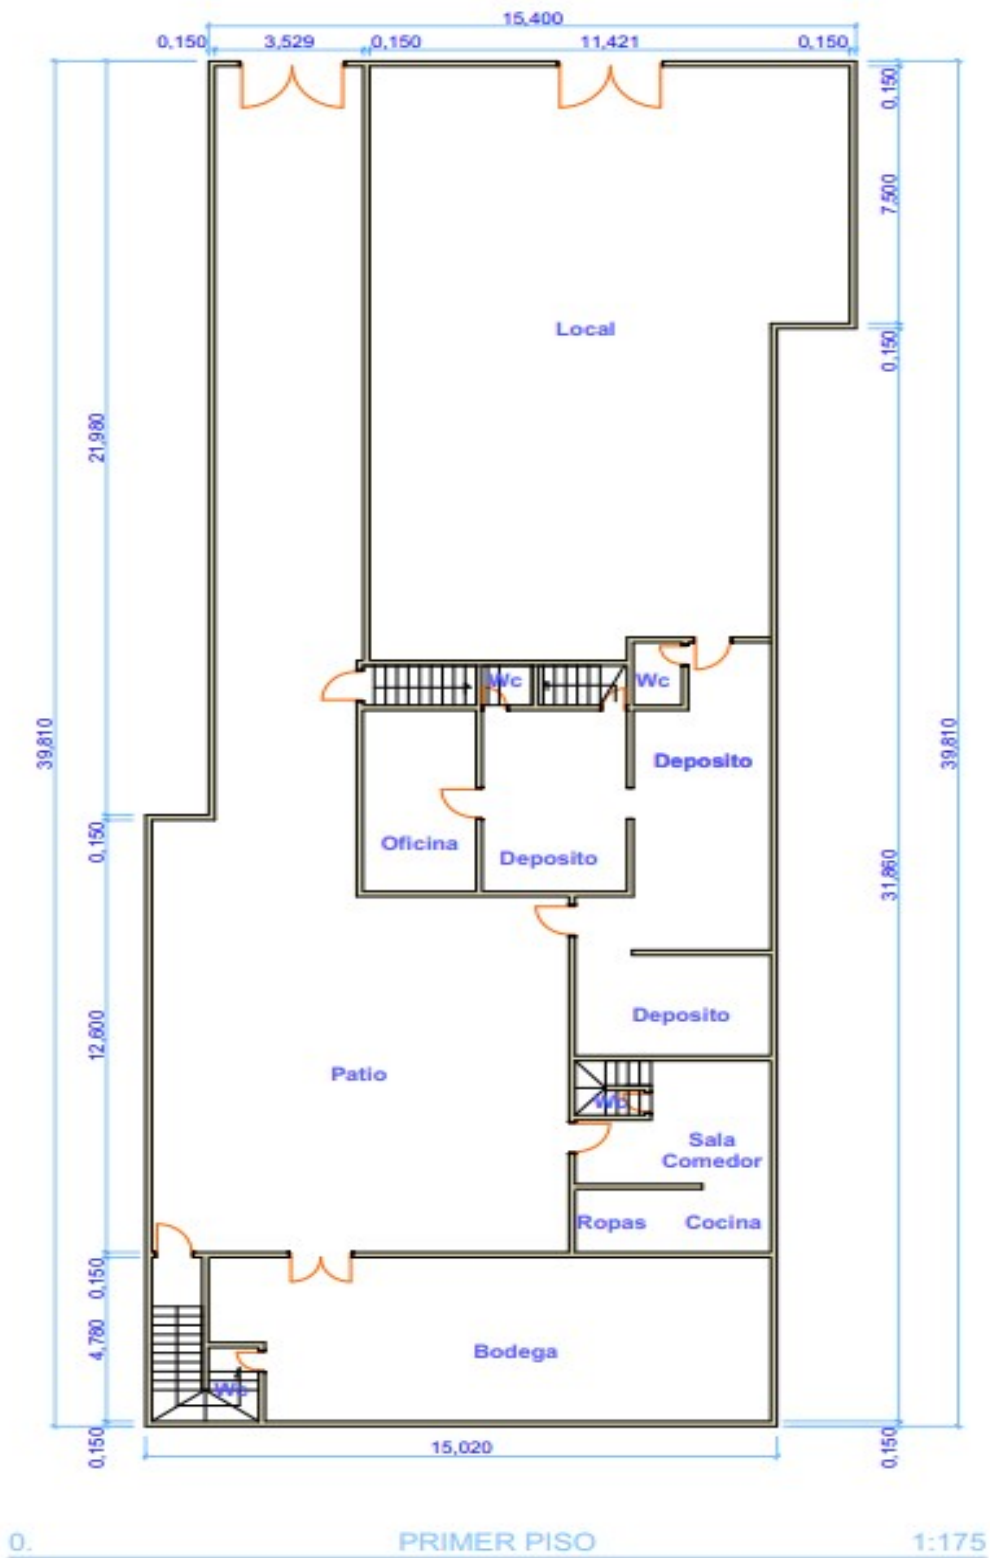 15,400
0,150 3,529 0,150 11,421 0,150
0,150
7,500
Local
0,150
21,980
Wc Wc
39,810
39,810
Deposito
Oficina
0,150
Deposito
31,860
Deposito
12,600
Patio
Wc
Sala
Comedor
Ropas Cocina
0,150
4,780
Bodega
Wc
0,150
15,020
0,150
0. PRIMER PISO 1:175